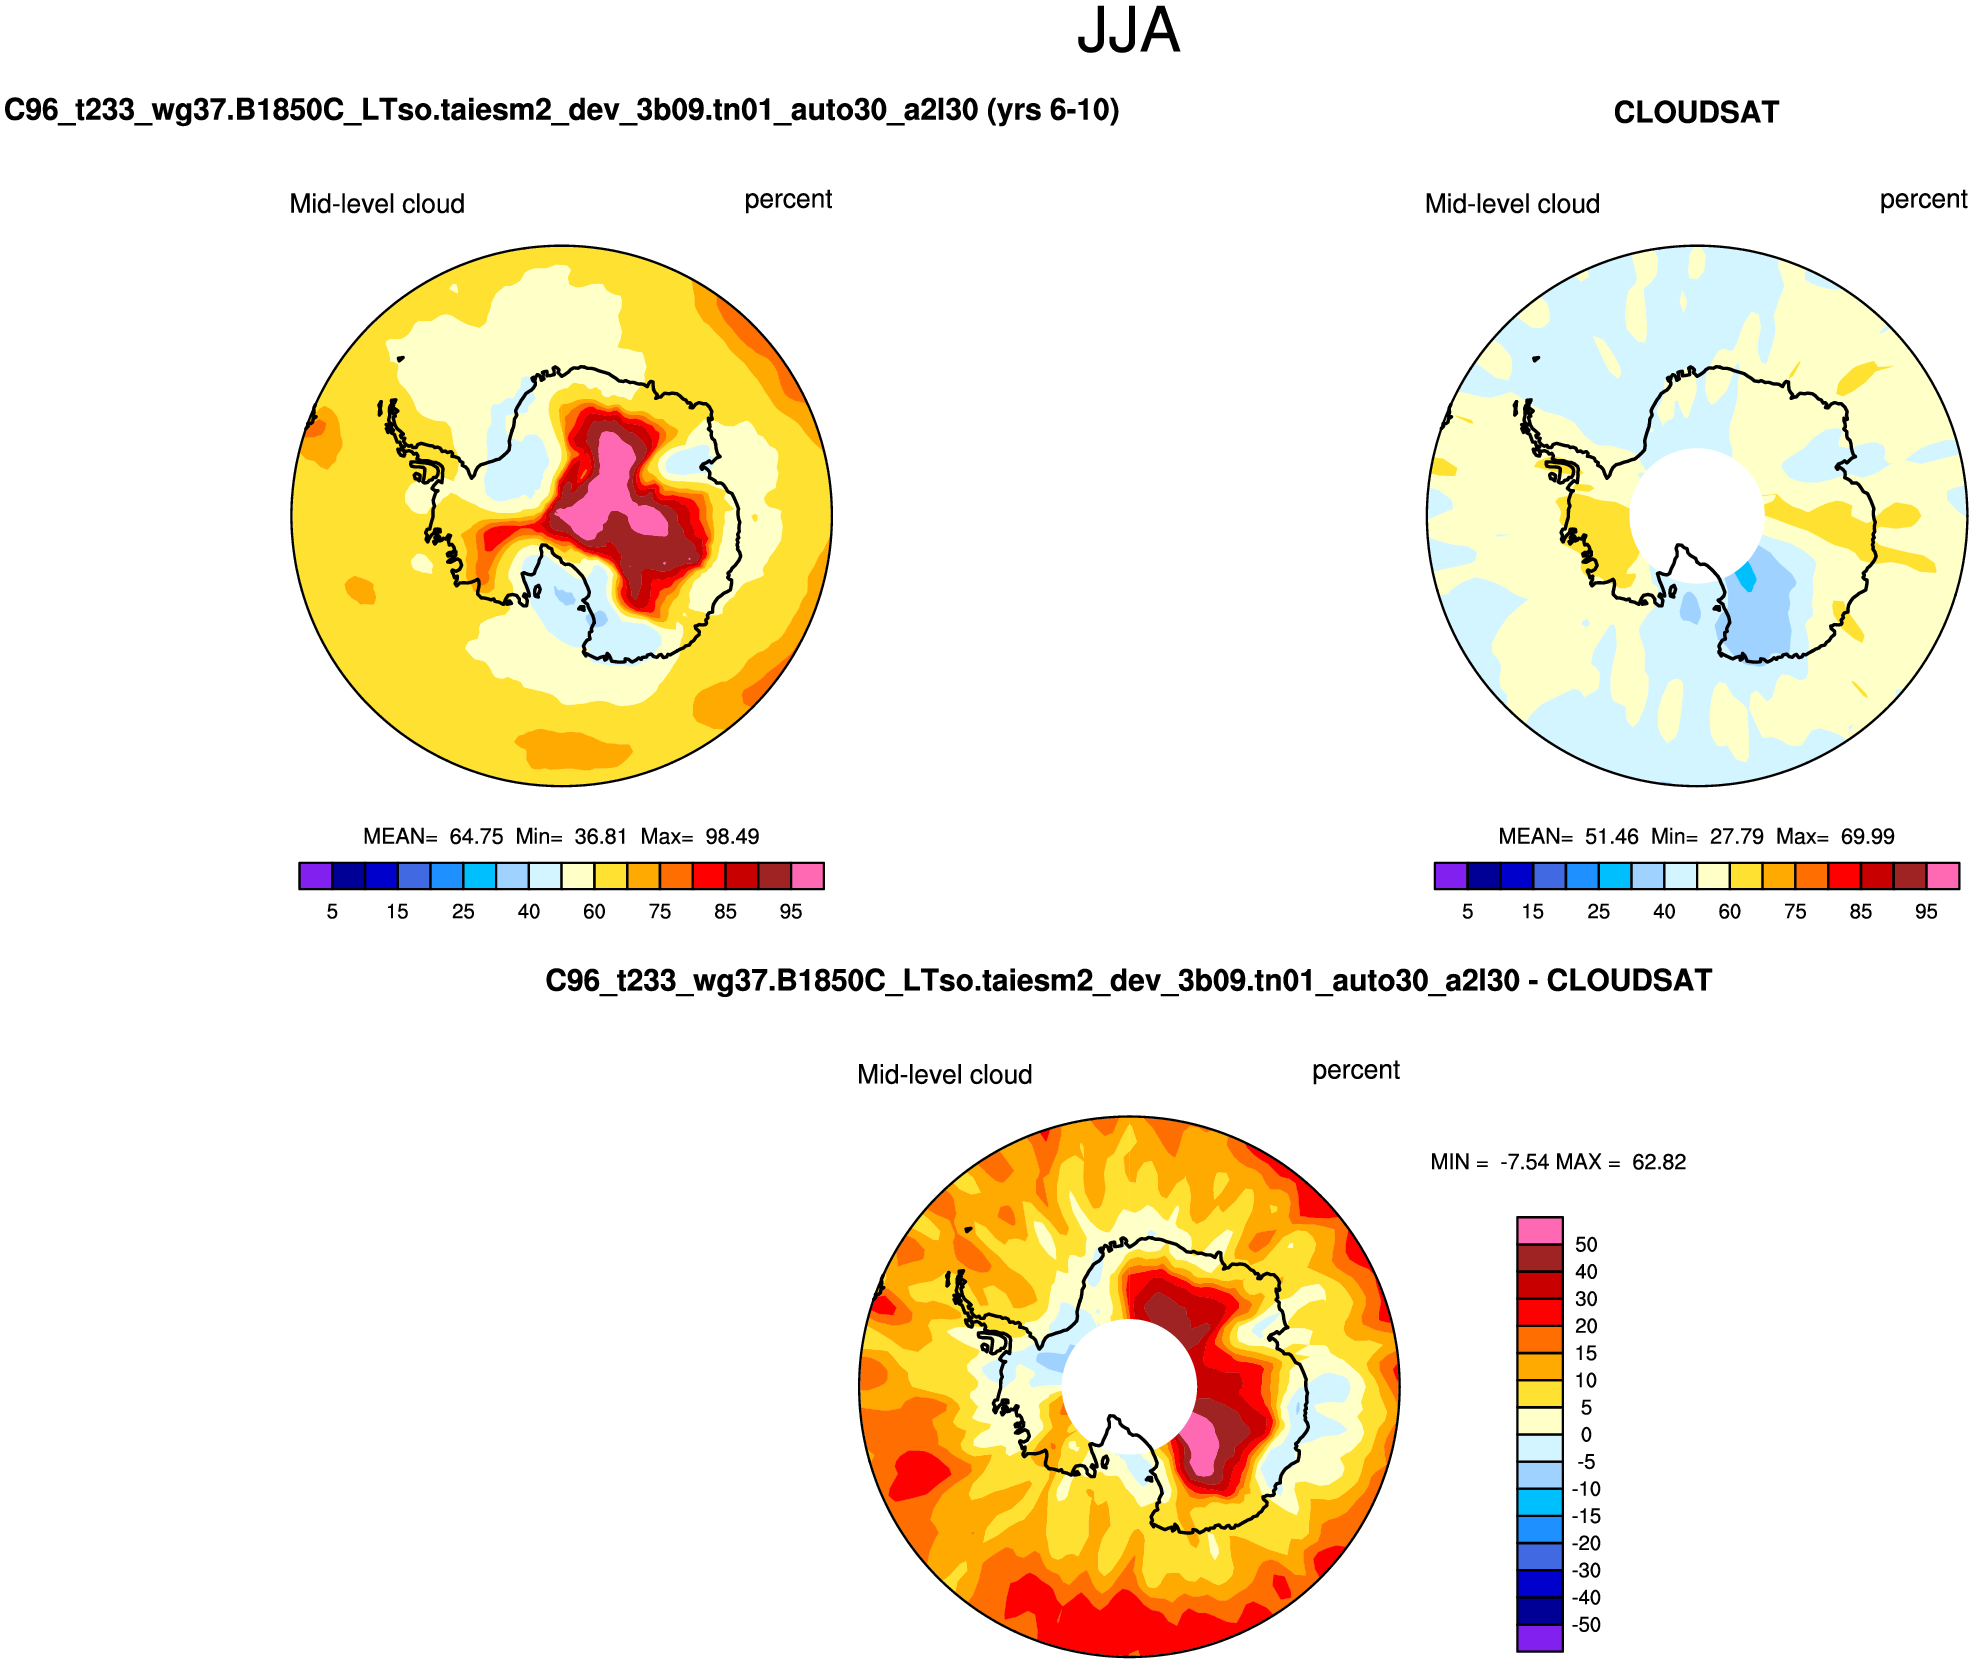 JJA
C96_t233_wg37.B1850C_LTso.taiesm2_dev_3b09.tn01_auto30_a2l30 (yrs 6-10)
CLOUDSAT
Mid-level cloud percent
Mid-level cloud percent
MEAN= 64.75 Min= 36.81 Max= 98.49
5 15 25 40 60 75 85 95
MEAN= 51.46 Min= 27.79 Max= 69.99
5 15 25 40 60 75 85 95
C96_t233_wg37.B1850C_LTso.taiesm2_dev_3b09.tn01_auto30_a2l30 - CLOUDSAT
Mid-level cloud percent
MIN = -7.54 MAX = 62.82
50
40
30
20
15
10
5
0
-5
-10
-15
-20
-30
-40
-50